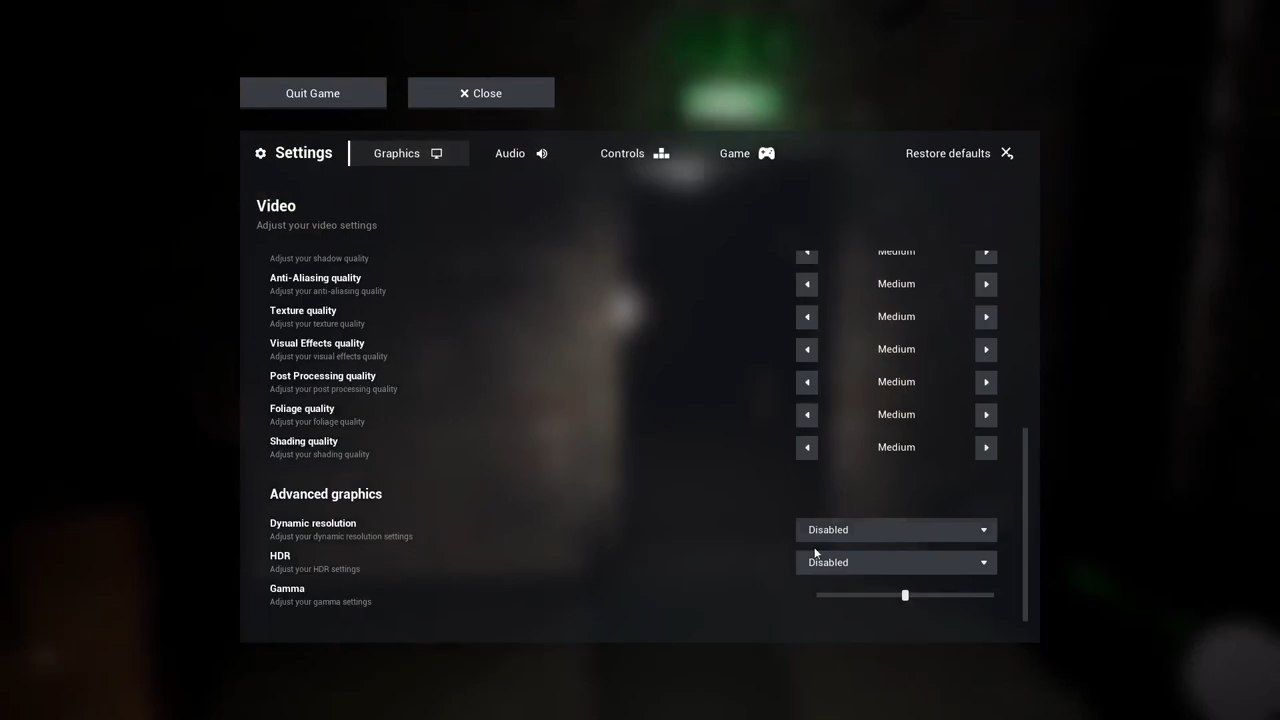 Quit Game
Close
Settings
Graphics
Audio
Controls
Game
Restore defaults
Video
Adjust your video settings
Adjust your shadow quality
Medium
Anti-Aliasing quality
Adjust your anti-aliasing quality
Medium
Texture quality
Adjust your texture quality
Medium
Visual Effects quality
Adjust your visual effects quality
Medium
Post Processing quality
Adjust your post processing quality
Medium
Foliage quality
Adjust your foliage quality
Medium
Shading quality
Adjust your shading quality
Medium
Advanced graphics
Dynamic resolution
Adjust your dynamic resolution settings
Disabled
HDR
Adjust your HDR settings
Disabled
Gamma
Adjust your gamma settings